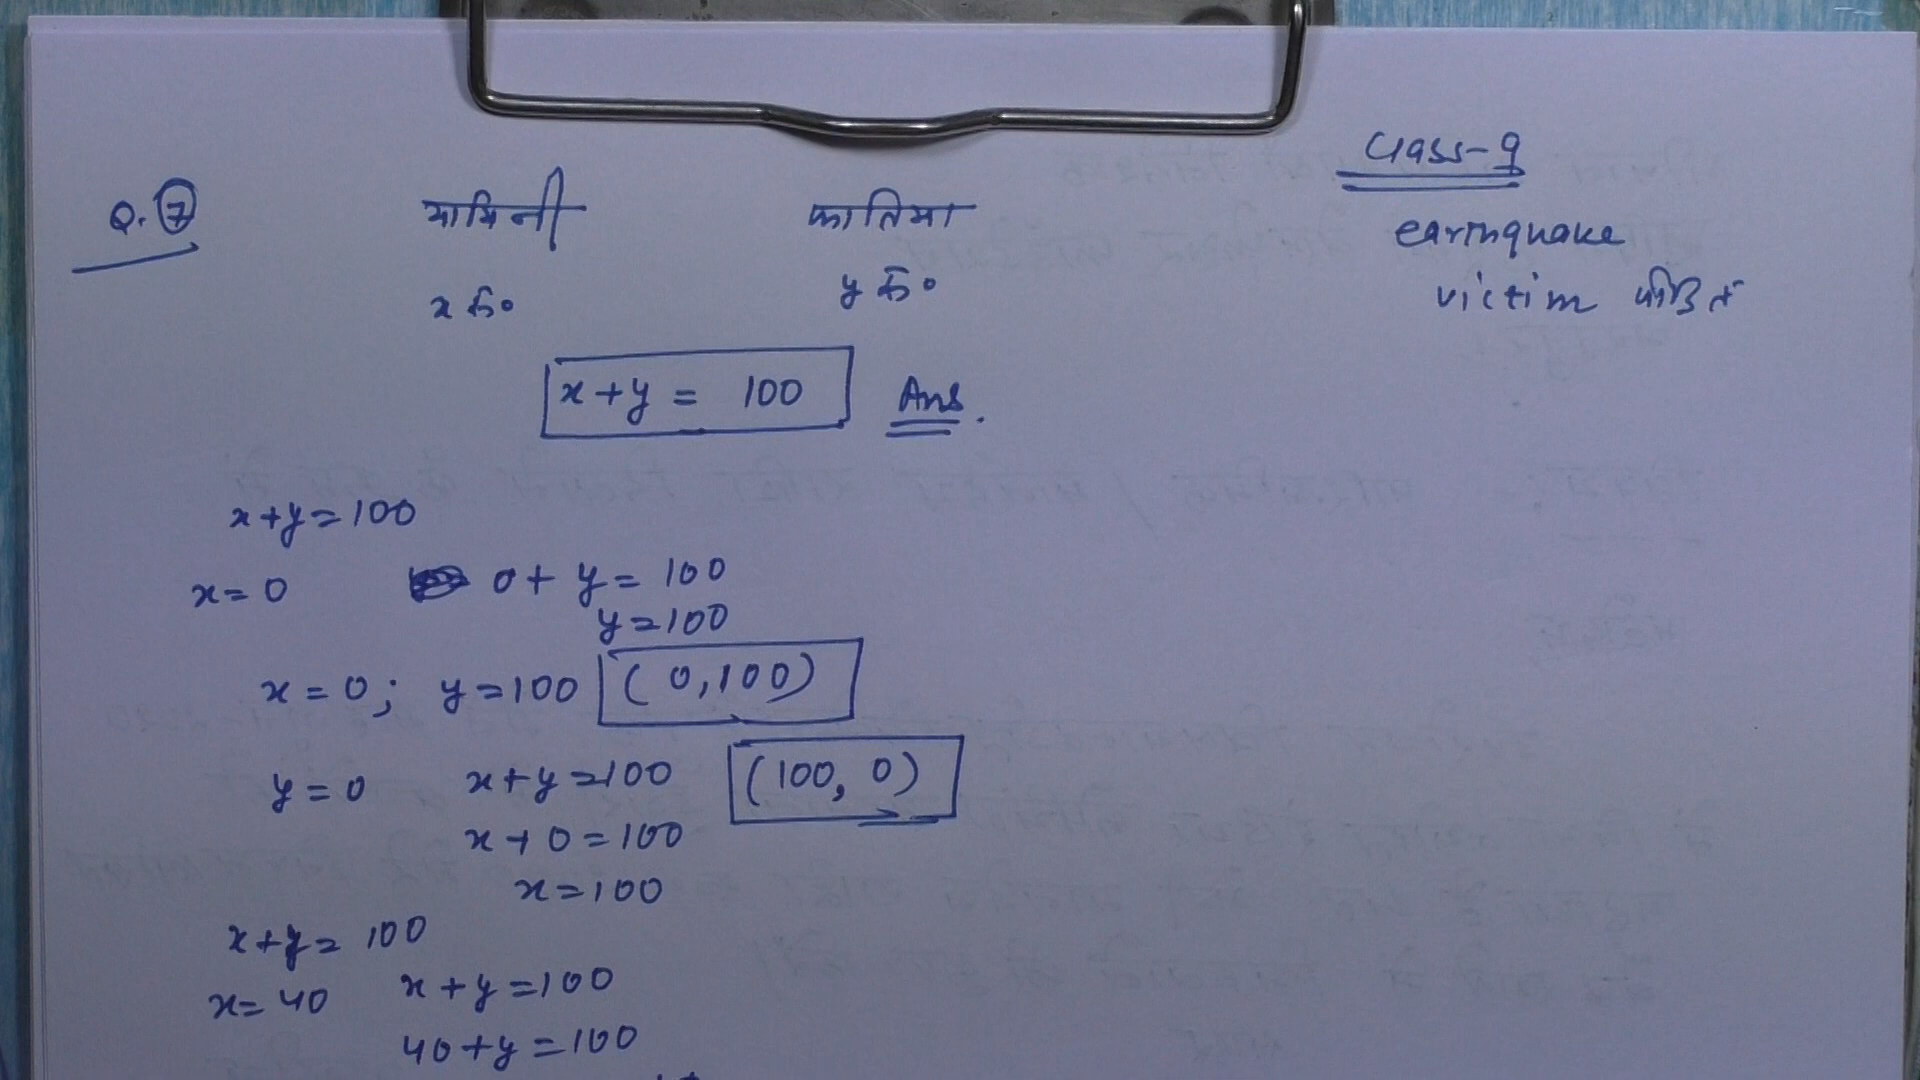 Class-9
Q. 7 यामिनी फातिमा
earthquake
x रु० y रु०
victim पीड़ित
x+y = 100 Ans.
x+y=100
x=0 0+ y= 100
y=100
x=0; y=100 (0,100)
y=0 x+y=100 (100, 0)
x+0=100
x=100
x+y= 100
x=40 x+y=100
40+y=100